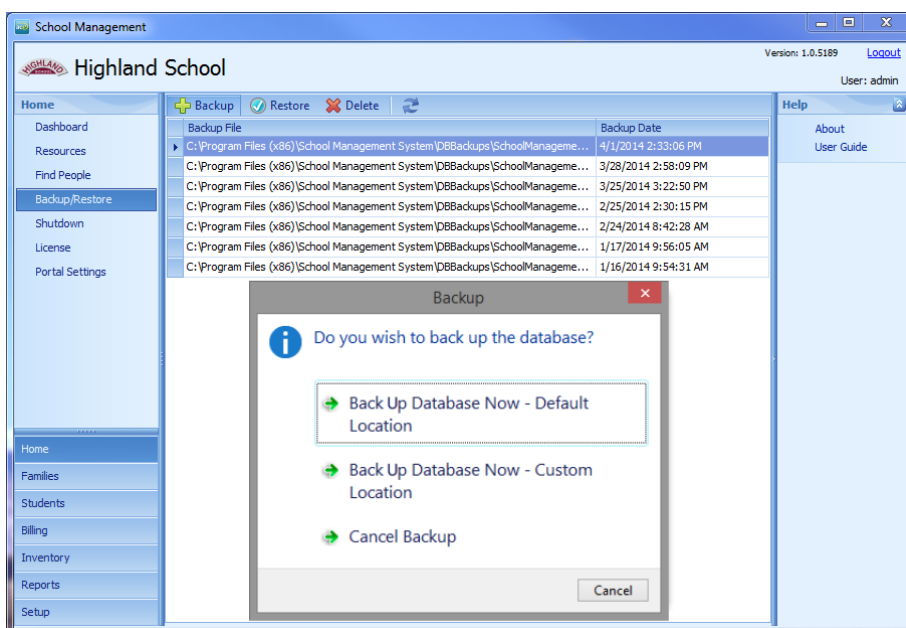 School Management
Version: 1.0.5189 Logout
HIGHLAND Highland School
User: admin
Home
Backup Restore Delete
Help
Dashboard
Resources
Find People
Backup/Restore
Shutdown
License
Portal Settings
Backup File Backup Date
C:\Program Files (x86)\School Management System\DBBackups\SchoolManageme... 4/1/2014 2:33:06 PM
C:\Program Files (x86)\School Management System\DBBackups\SchoolManageme... 3/28/2014 2:58:09 PM
C:\Program Files (x86)\School Management System\DBBackups\SchoolManageme... 3/25/2014 3:22:50 PM
C:\Program Files (x86)\School Management System\DBBackups\SchoolManageme... 2/25/2014 2:30:15 PM
C:\Program Files (x86)\School Management System\DBBackups\SchoolManageme... 2/24/2014 8:42:28 AM
C:\Program Files (x86)\School Management System\DBBackups\SchoolManageme... 1/17/2014 9:56:05 AM
C:\Program Files (x86)\School Management System\DBBackups\SchoolManageme... 1/16/2014 9:54:31 AM
About
User Guide
Backup
Do you wish to back up the database?
Back Up Database Now - Default
Location
Back Up Database Now - Custom
Location
Cancel Backup
Cancel
Home
Families
Students
Billing
Inventory
Reports
Setup